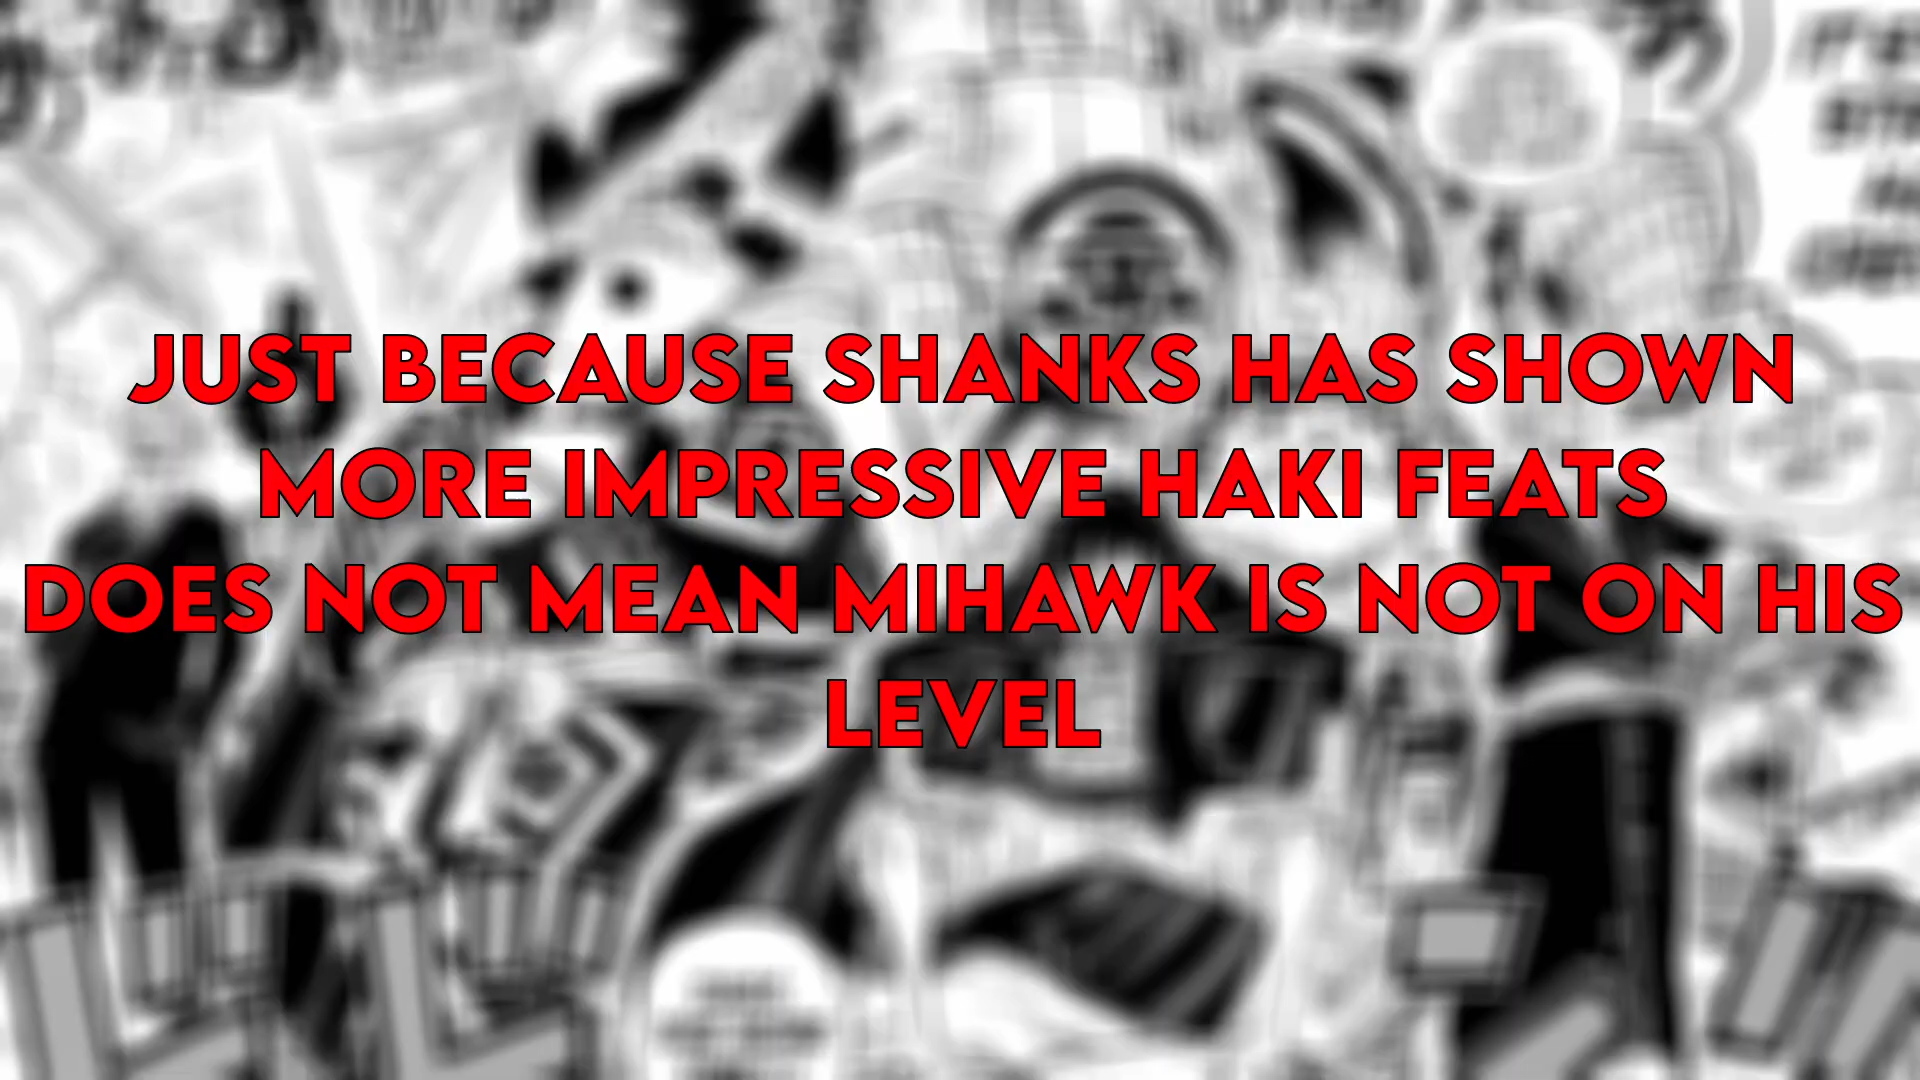 JUST BECAUSE SHANKS HAS SHOWN
MORE IMPRESSIVE HAKI FEATS
DOES NOT MEAN MIHAWK IS NOT ON HIS
LEVEL